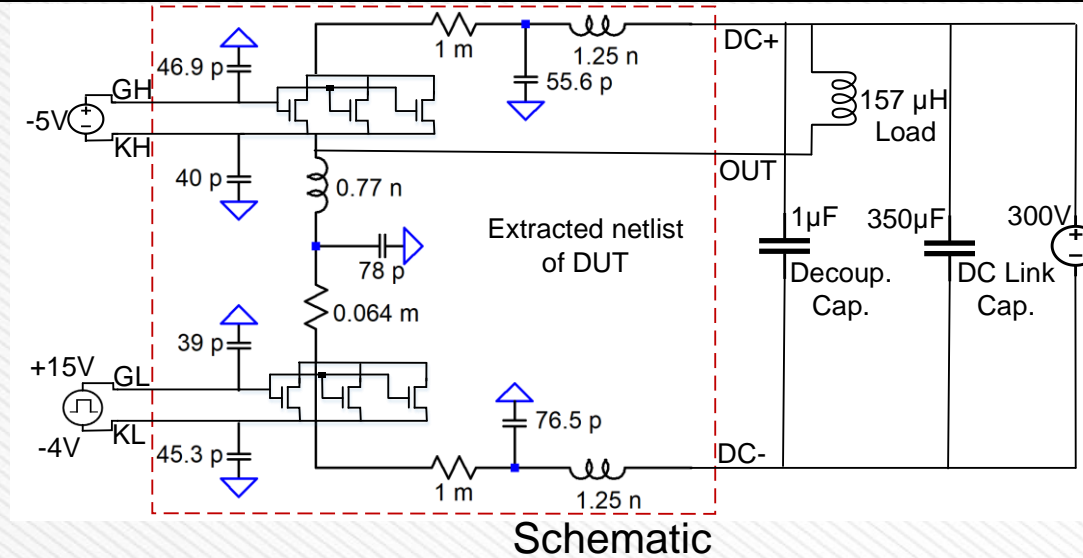 1 m
1.25 n
DC+
46.9 p
55.6 p
GH
-5V
KH
157 µH
Load
OUT
40 p
0.77 n
1µF
350µF
300V
Extracted netlist
of DUT
78 p
Decoup.
Cap.
DC Link
Cap.
0.064 m
39 p
+15V
GL
-4V
KL
76.5 p
45.3 p
DC-
1 m
1.25 n
Schematic